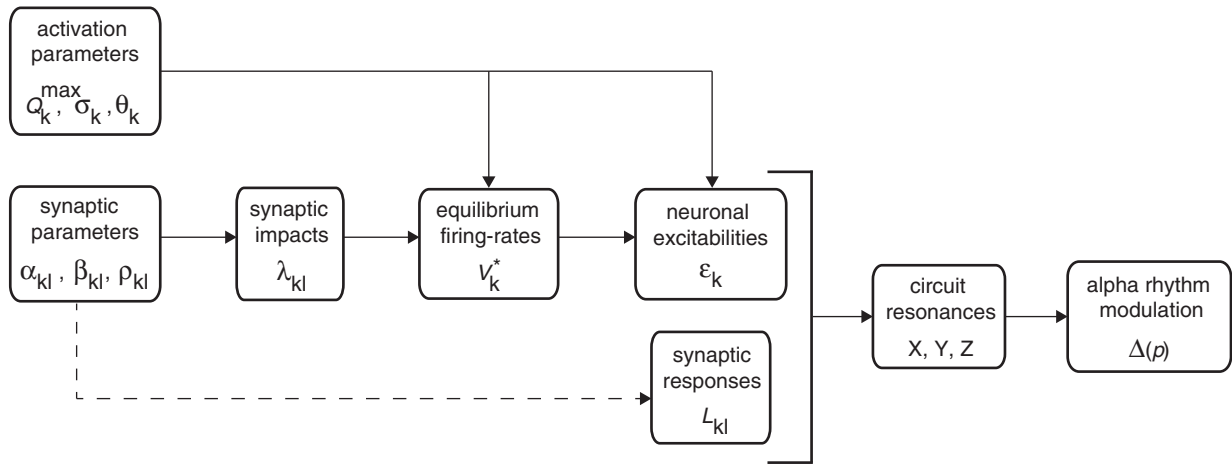 activation
parameters
Q_k^max, σ_k, θ_k
synaptic
parameters
α_kl , β_kl, ρ_kl
synaptic
impacts
λ_kl
equilibrium
firing-rates
V_k^*
neuronal
excitabilities
ε_k
synaptic
responses
L_kl
circuit
resonances
X, Y, Z
alpha rhythm
modulation
Δ(p)